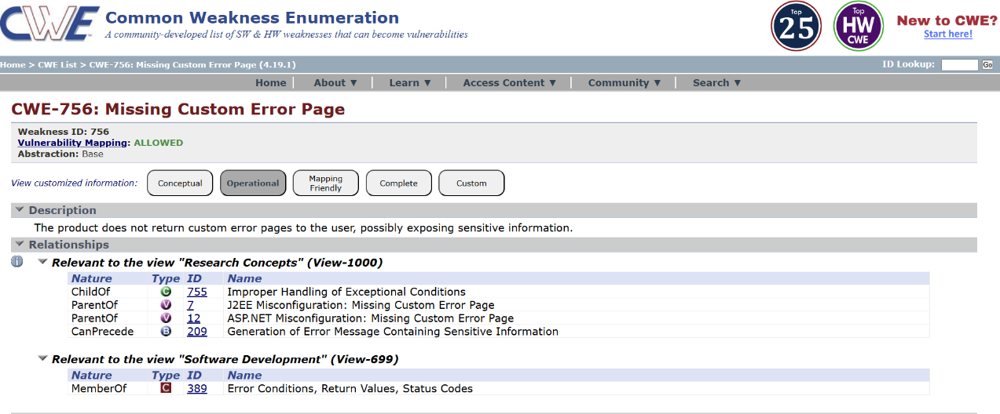 CWE Common Weakness Enumeration
A community-developed list of SW & HW weaknesses that can become vulnerabilities
Top 25
Top HW CWE
New to CWE?
Start here!
Home > CWE List > CWE-756: Missing Custom Error Page (4.19.1) ID Lookup: Go
Home About ▼ Learn ▼ Access Content ▼ Community ▼ Search ▼
CWE-756: Missing Custom Error Page
Weakness ID: 756
Vulnerability Mapping: ALLOWED
Abstraction: Base
View customized information: Conceptual Operational Mapping Friendly Complete Custom
Description
The product does not return custom error pages to the user, possibly exposing sensitive information.
Relationships
Relevant to the view "Research Concepts" (View-1000)
Nature Type ID Name
ChildOf C 755 Improper Handling of Exceptional Conditions
ParentOf V 7 J2EE Misconfiguration: Missing Custom Error Page
ParentOf V 12 ASP.NET Misconfiguration: Missing Custom Error Page
CanPrecede B 209 Generation of Error Message Containing Sensitive Information
Relevant to the view "Software Development" (View-699)
Nature Type ID Name
MemberOf C 389 Error Conditions, Return Values, Status Codes